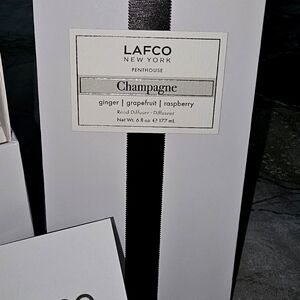 LAFCO
NEW YORK
PENTHOUSE
Champagne
ginger | grapefruit | raspberry
Reed Diffuser · Diffuseur
Net Wt. 6 fl oz ℮ 177 mL